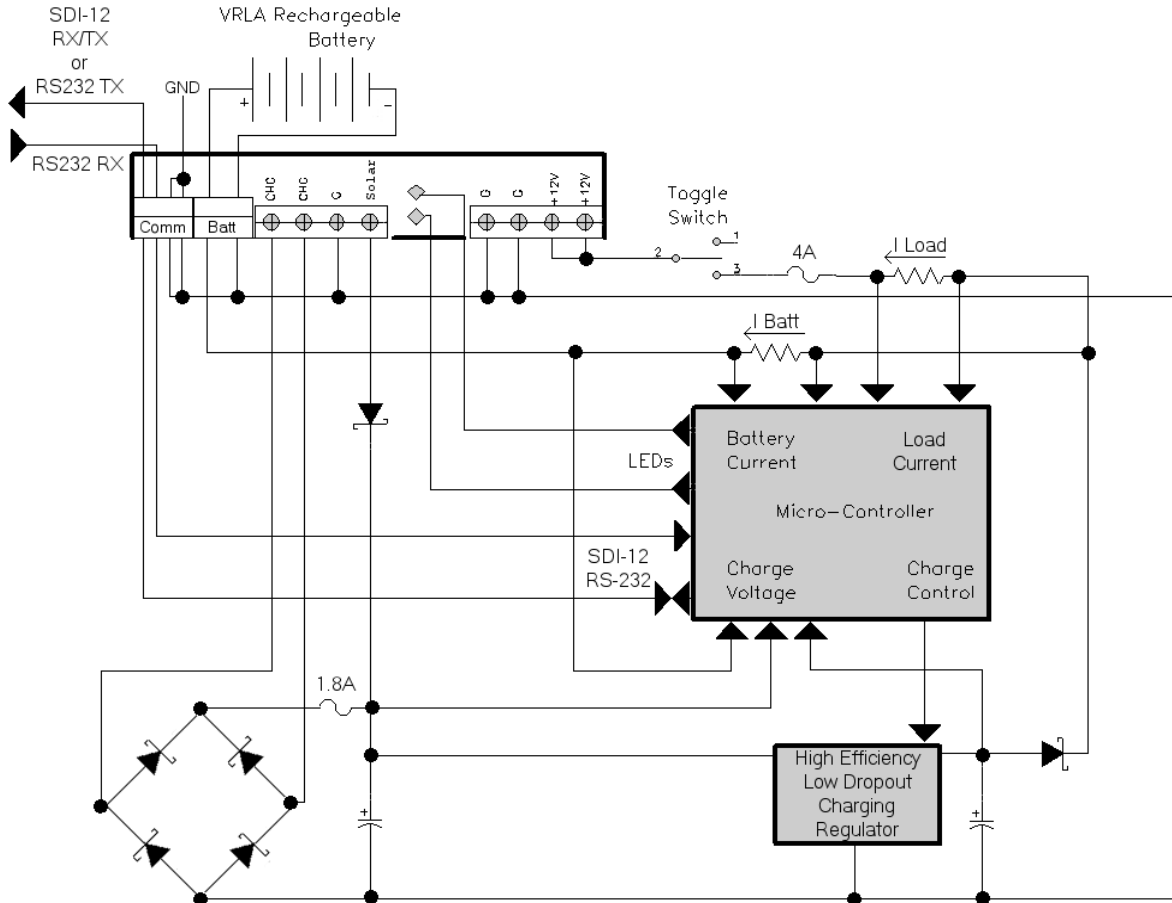 SDI-12
RX/TX
or
RS232 TX
VRLA Rechargeable
Battery
GND
+
-
RS232 RX
CHC
CHC
G
Solar
G
G
+12V
+12V
Comm
Batt
Toggle
Switch
1
2
3
4A
I Load
I Batt
Battery
Current
Load
Current
LEDs
Micro-Controller
SDI-12
RS-232
Charge
Voltage
Charge
Control
1.8A
High Efficiency
Low Dropout
Charging
Regulator
+
+